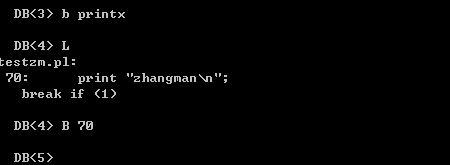 DB<3> b printx
DB<4> L
testzm.pl:
70:      print "zhangman\n";
break if (1)
DB<4> B 70
DB<5>